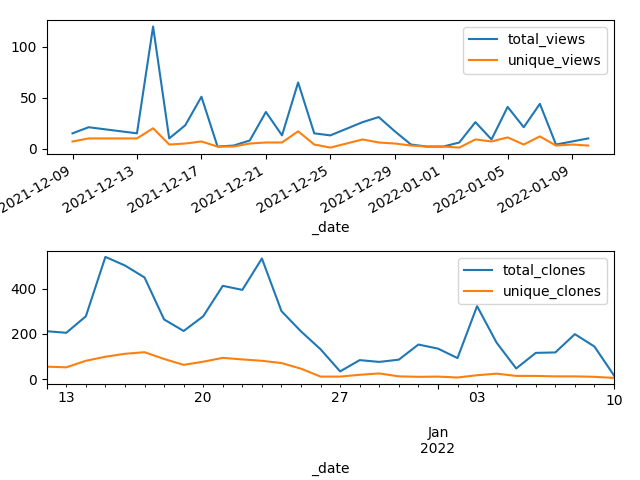 total_views
unique_views
100
50
0
2021-12-09
2021-12-13
2021-12-17
2021-12-21
2021-12-25
2021-12-29
2022-01-01
2022-01-05
2022-01-09
_date
total_clones
unique_clones
400
200
0
13 20 27 03 10
Jan
2022
_date